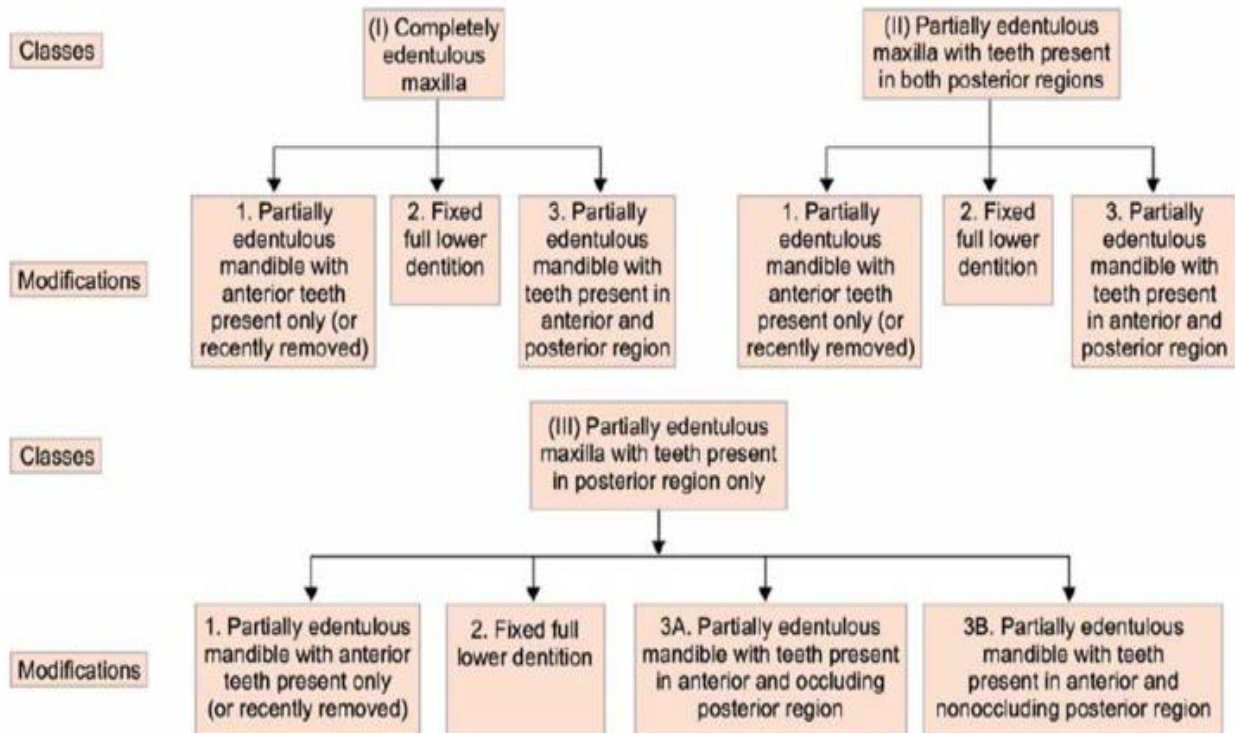 Classes
(I) Completely
edentulous
maxilla
(II) Partially edentulous
maxilla with teeth present
in both posterior regions
Modifications
1. Partially
edentulous
mandible with
anterior teeth
present only (or
recently removed)
2. Fixed
full lower
dentition
3. Partially
edentulous
mandible with
teeth present in
anterior and
posterior region
1. Partially
edentulous
mandible with
anterior teeth
present only (or
recently removed)
2. Fixed
full lower
dentition
3. Partially
edentulous
mandible with
teeth present
in anterior and
posterior region
Classes
(III) Partially edentulous
maxilla with teeth present
in posterior region only
Modifications
1. Partially edentulous
mandible with anterior
teeth present only
(or recently removed)
2. Fixed full
lower dentition
3A. Partially edentulous
mandible with teeth present
in anterior and occluding
posterior region
3B. Partially edentulous
mandible with teeth
present in anterior and
nonoccluding posterior region